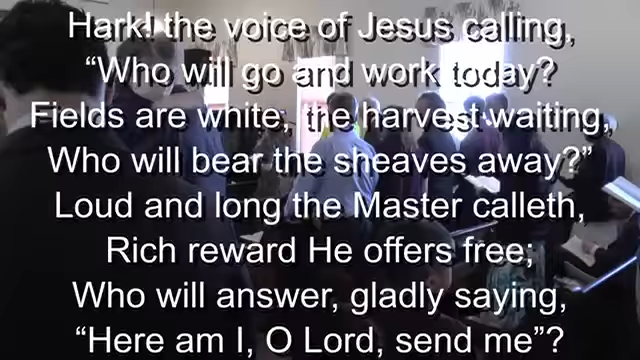 Hark! the voice of Jesus calling,
“Who will go and work today?
Fields are white, the harvest waiting,
Who will bear the sheaves away?”
Loud and long the Master calleth,
Rich reward He offers free;
Who will answer, gladly saying,
“Here am I, O Lord, send me”?